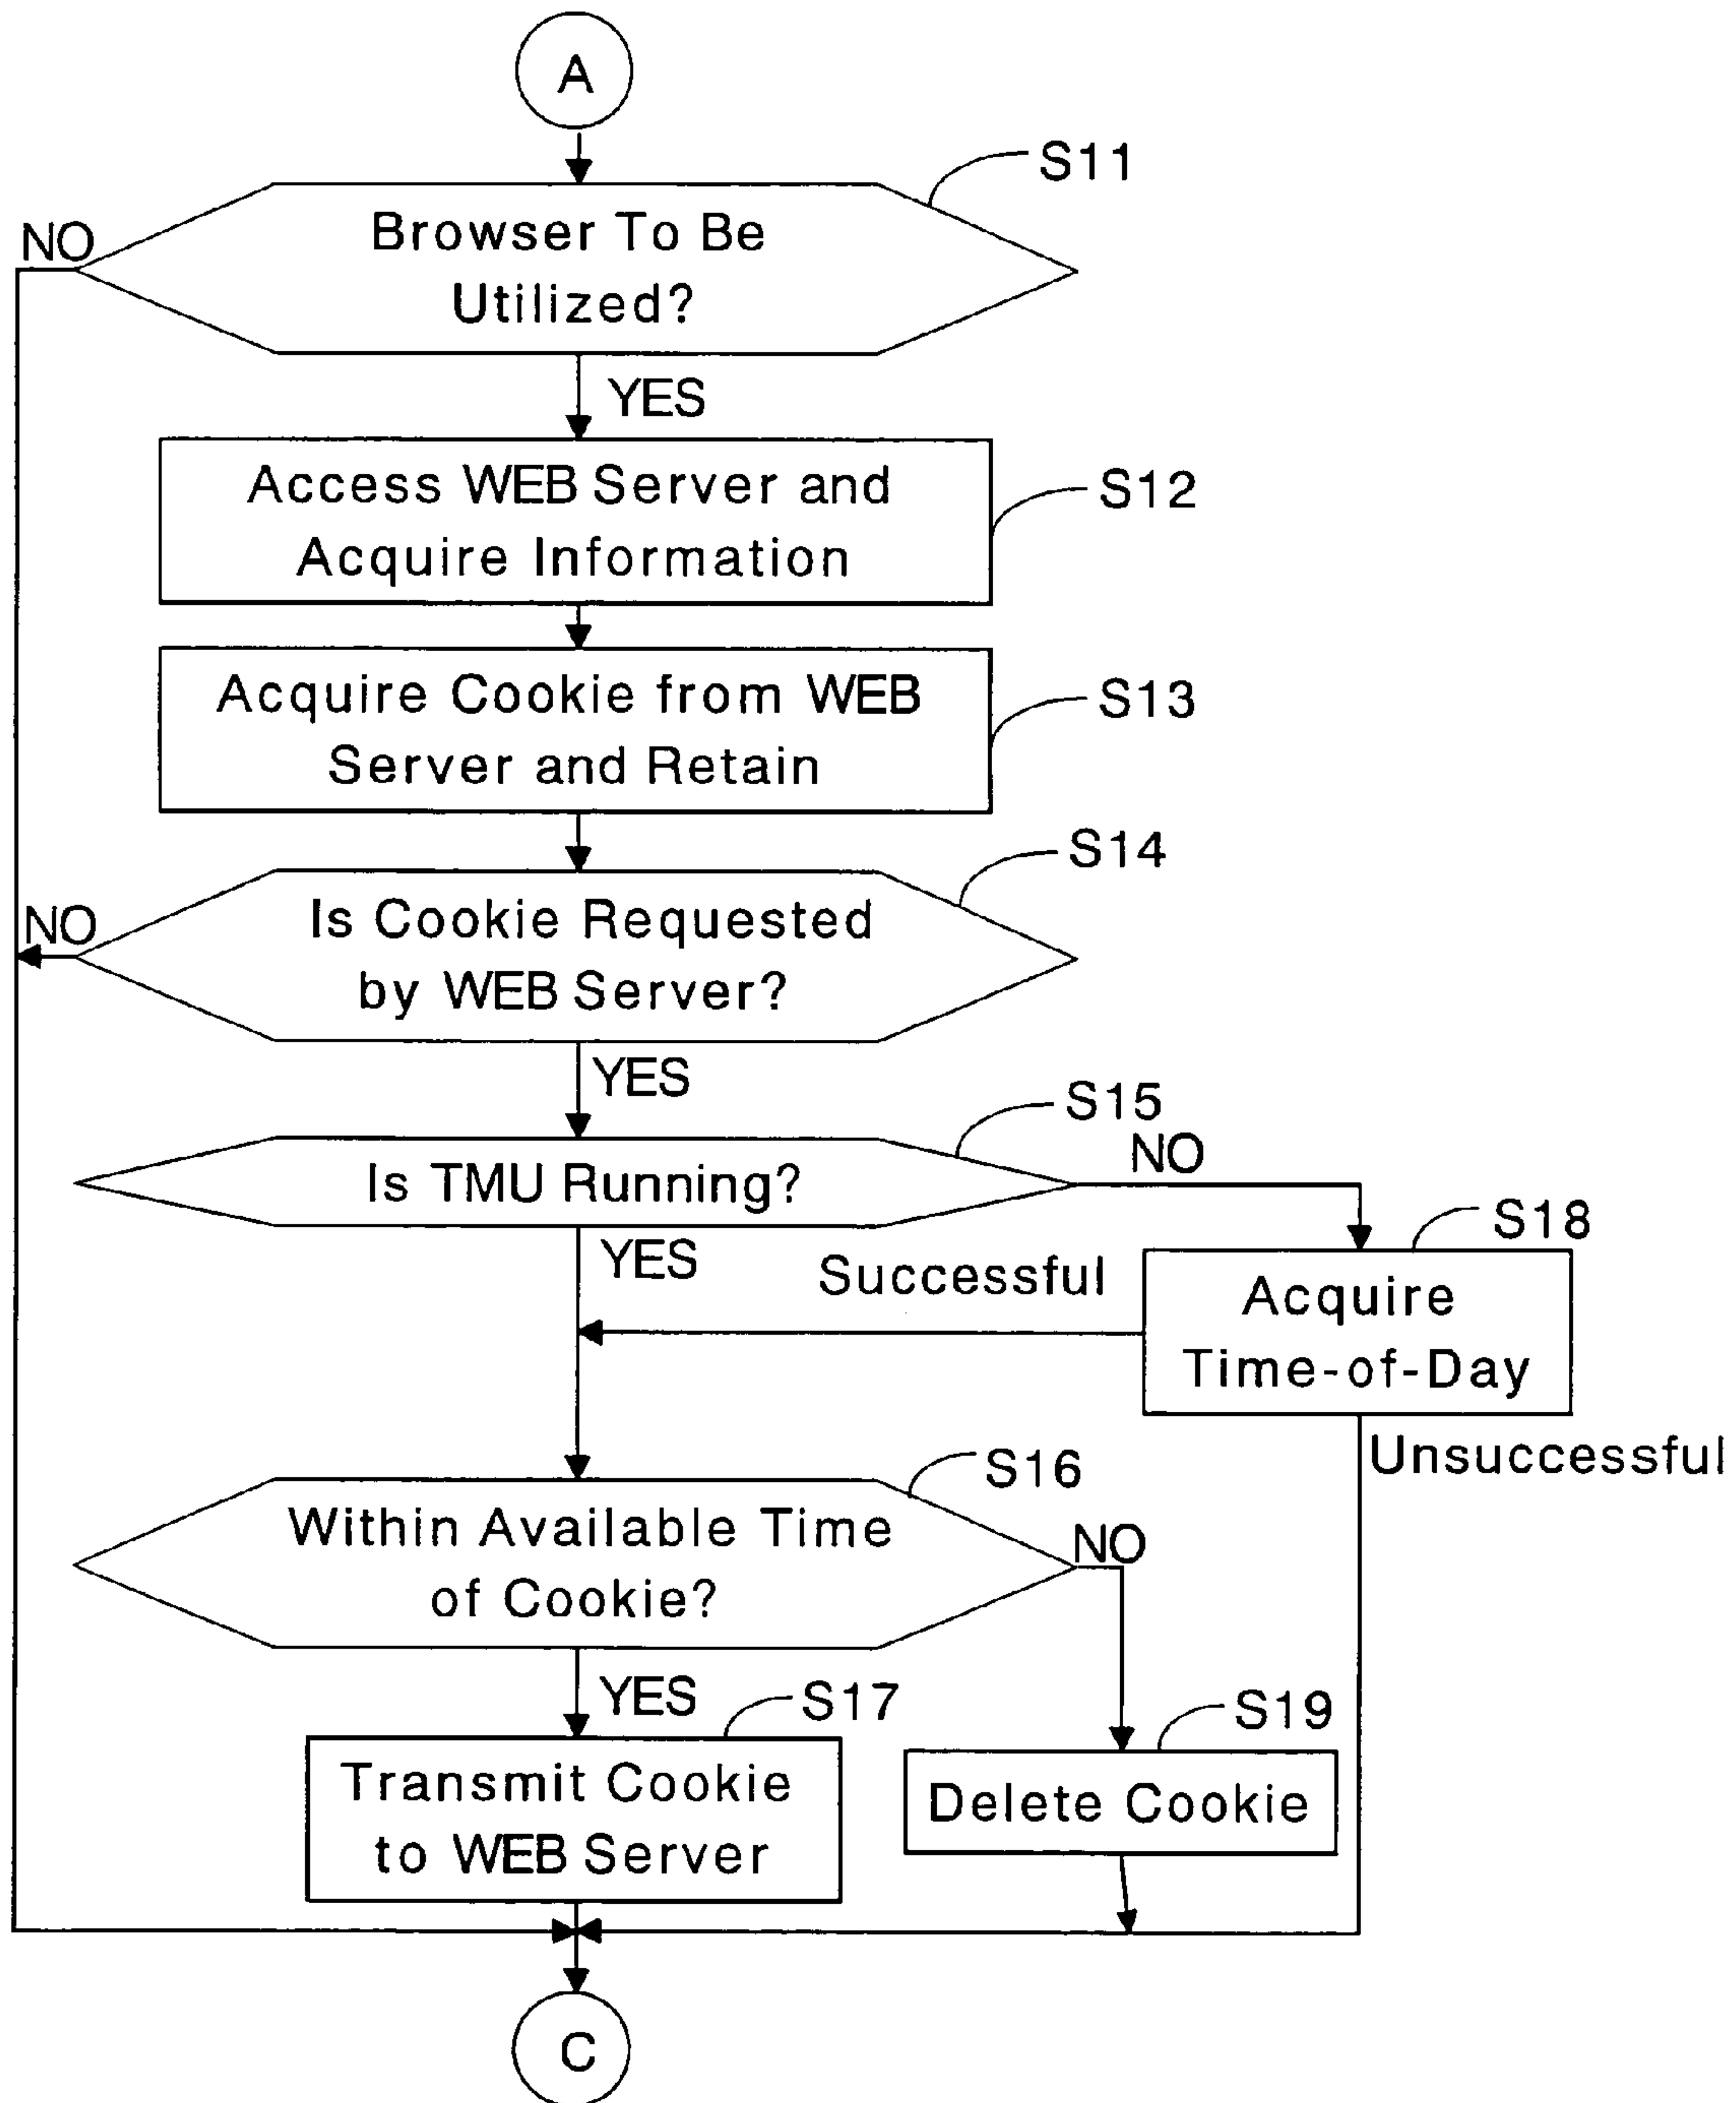 A
S11
NO
Browser To Be
Utilized?
YES
Access WEB Server and
Acquire Information
S12
Acquire Cookie from WEB
Server and Retain
S13
S14
NO
Is Cookie Requested
by WEB Server?
YES
S15
NO
Is TMU Running?
YES
S18
Successful
Acquire
Time-of-Day
Unsuccessful
S16
Within Available Time
of Cookie?
NO
YES
S17
S19
Transmit Cookie
to WEB Server
Delete Cookie
C